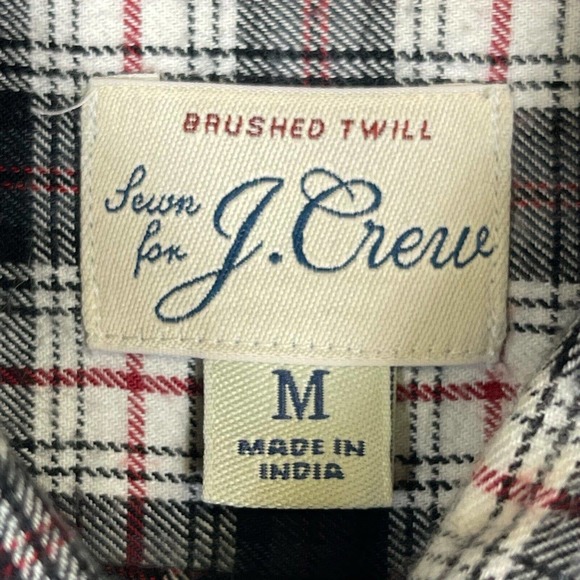 BRUSHED TWILL
Sewn for J.Crew
M
MADE IN
INDIA